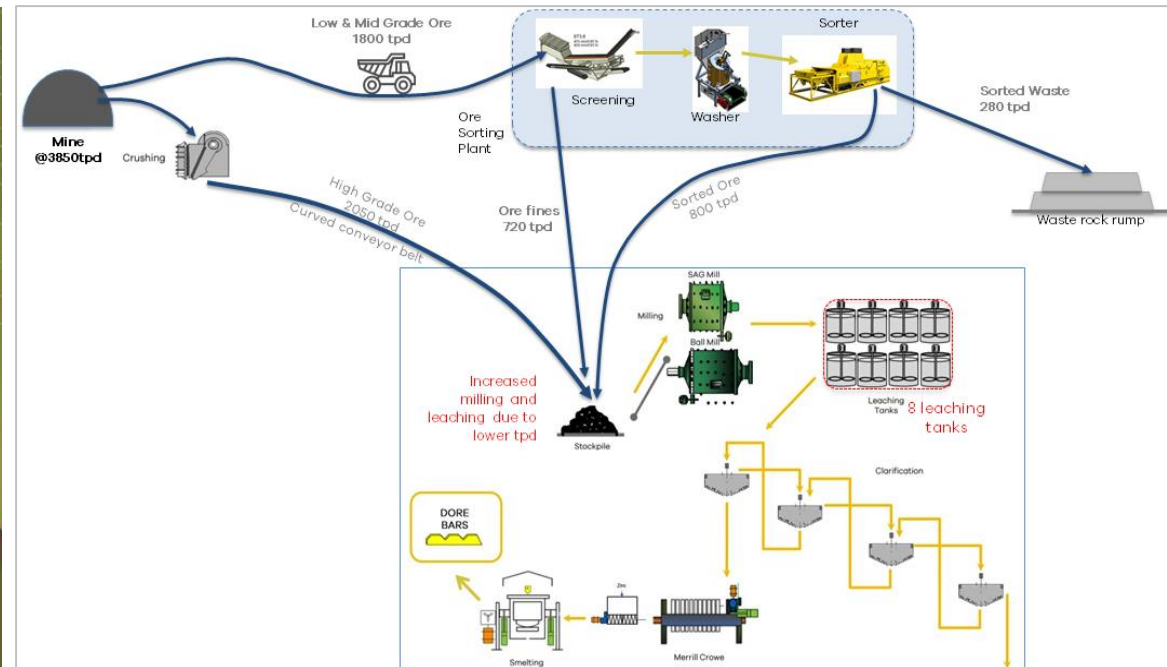 Low & Mid Grade Ore
1800 tpd
Mine
@3850tpd
Crushing
Screening
Washer
Sorter
Ore
Sorting
Plant
Sorted Waste
280 tpd
Waste rock rump
High Grade Ore
2050 tpd
Curved conveyor belt
Ore fines
720 tpd
Sorted Ore
800 tpd
SAG Mill
Milling
Ball Mill
Increased
milling and
leaching due to
lower tpd
Stockpile
Leaching
Tanks
8 leaching
tanks
Clarification
DORE
BARS
Smelting
Merrill Crowe